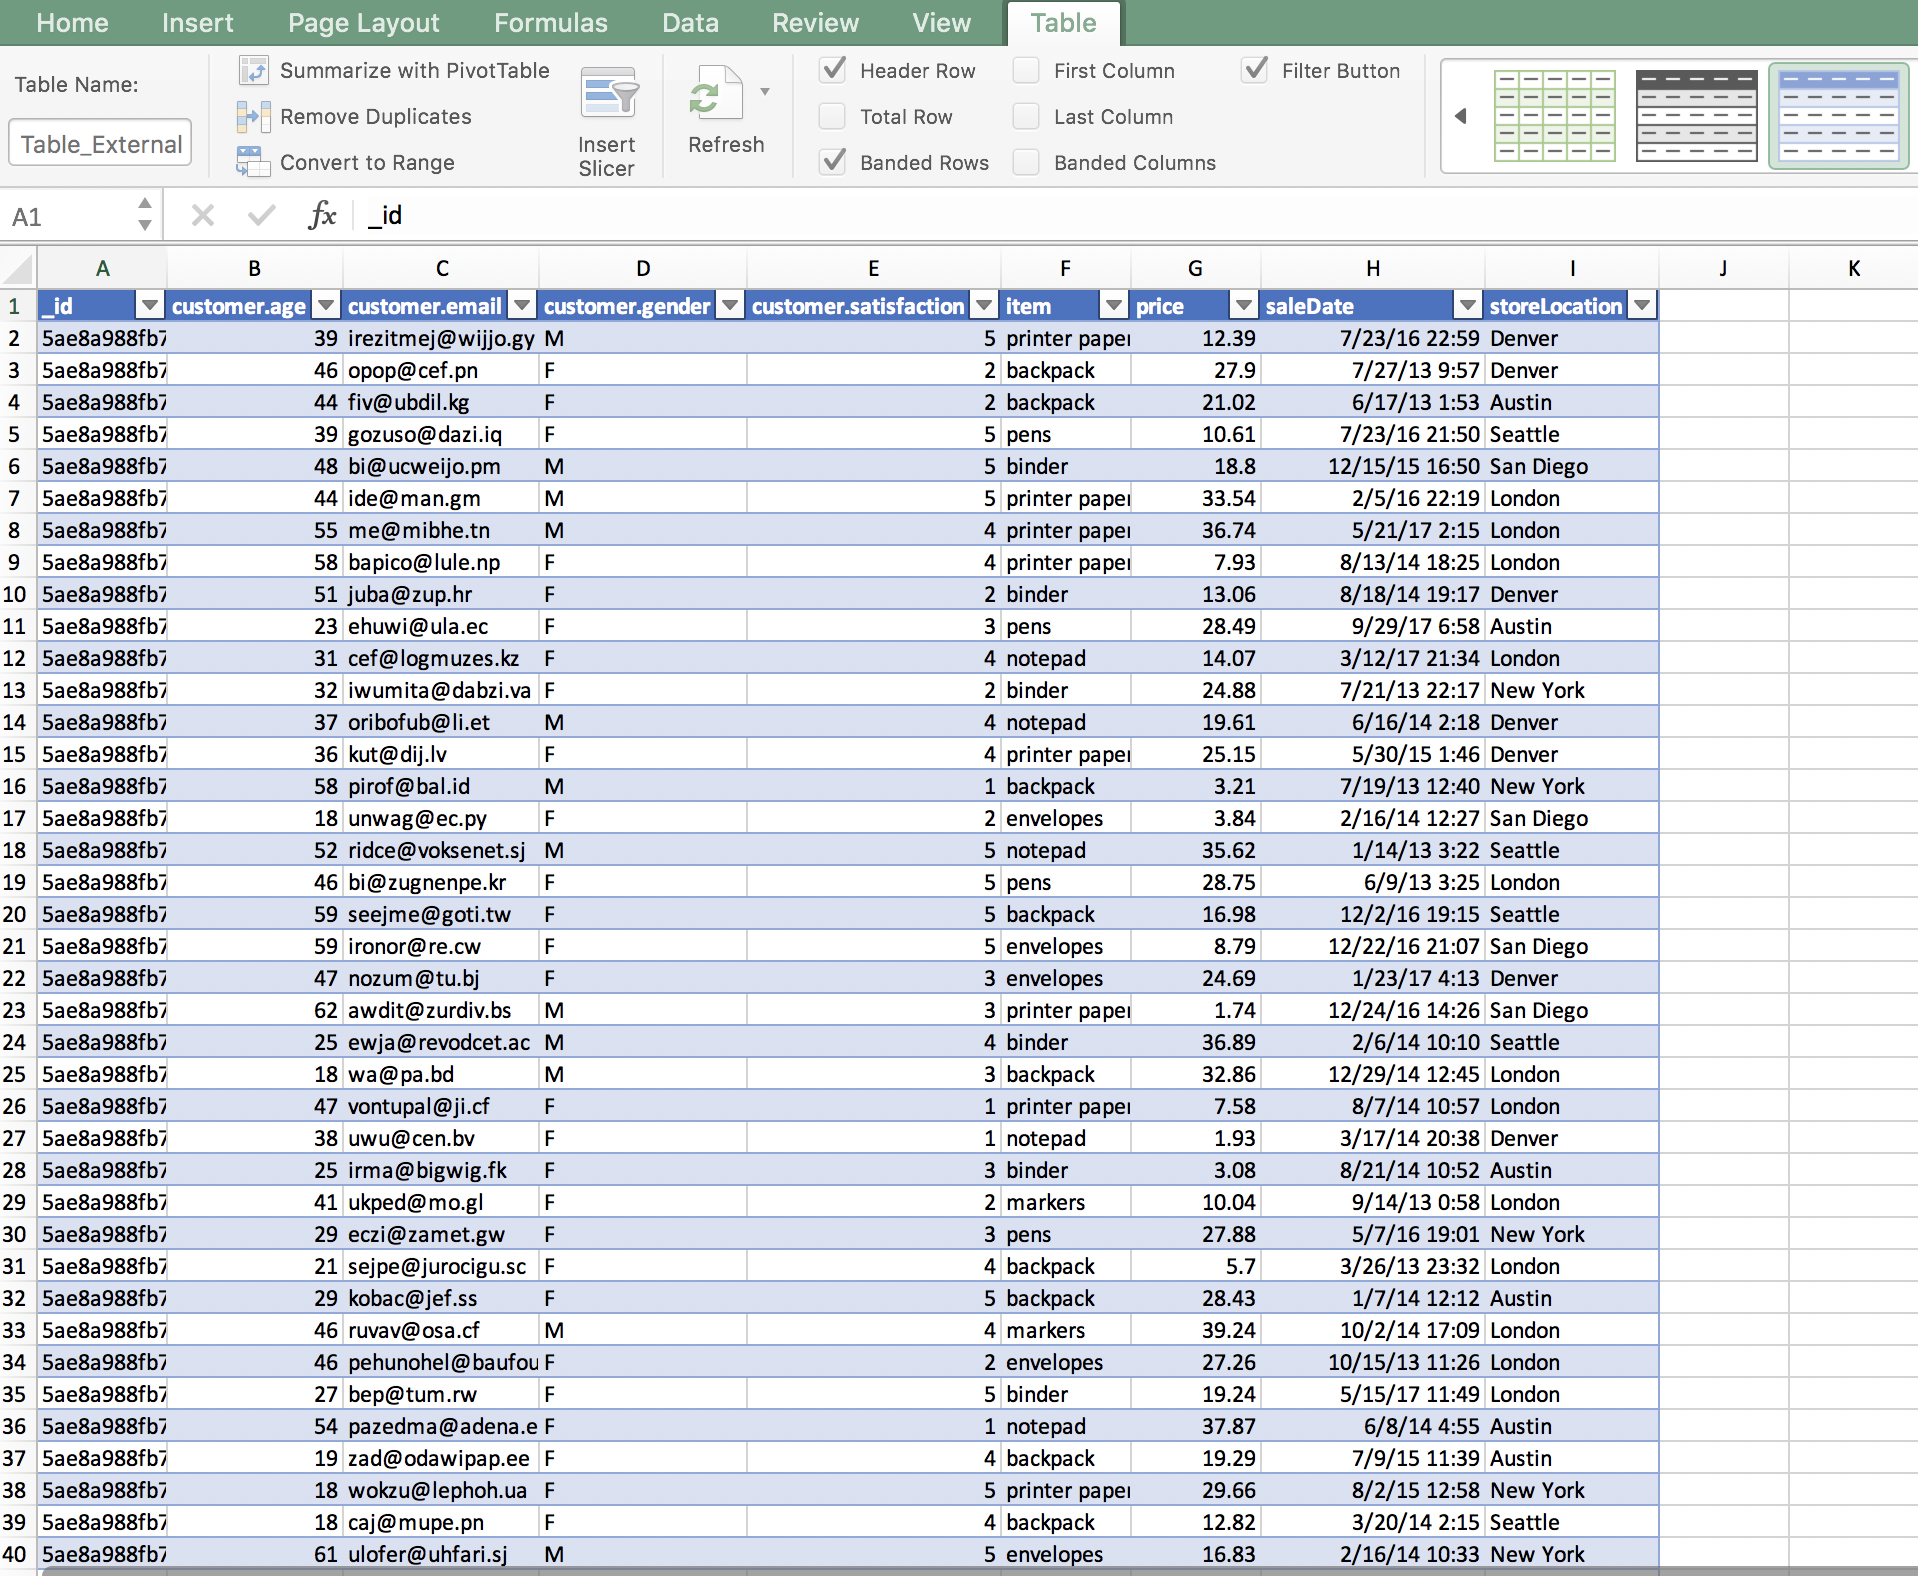 Home Insert Page Layout Formulas Data Review View Table
Table Name:
Table_External
Summarize with PivotTable
Remove Duplicates
Convert to Range
Insert
Slicer
Refresh
Header Row First Column Filter Button
Total Row Last Column
Banded Rows Banded Columns
A1 fx _id
A B C D E F G H I J K
1 _id customer.age customer.email customer.gender customer.satisfaction item price saleDate storeLocation
2 5ae8a988fb7 39 irezitmej@wijjo.gy M 5 printer paper 12.39 7/23/16 22:59 Denver
3 5ae8a988fb7 46 opop@cef.pn F 2 backpack 27.9 7/27/13 9:57 Denver
4 5ae8a988fb7 44 fiv@ubdil.kg F 2 backpack 21.02 6/17/13 1:53 Austin
5 5ae8a988fb7 39 gozuso@dazi.iq F 5 pens 10.61 7/23/16 21:50 Seattle
6 5ae8a988fb7 48 bi@ucweijo.pm M 5 binder 18.8 12/15/15 16:50 San Diego
7 5ae8a988fb7 44 ide@man.gm M 5 printer paper 33.54 2/5/16 22:19 London
8 5ae8a988fb7 55 me@mibhe.tn M 4 printer paper 36.74 5/21/17 2:15 London
9 5ae8a988fb7 58 bapico@lule.np F 4 printer paper 7.93 8/13/14 18:25 London
10 5ae8a988fb7 51 juba@zup.hr F 2 binder 13.06 8/18/14 19:17 Denver
11 5ae8a988fb7 23 ehuwi@ula.ec F 3 pens 28.49 9/29/17 6:58 Austin
12 5ae8a988fb7 31 cef@logmuzes.kz F 4 notepad 14.07 3/12/17 21:34 London
13 5ae8a988fb7 32 iwumita@dabzi.va F 2 binder 24.88 7/21/13 22:17 New York
14 5ae8a988fb7 37 oribofub@li.et M 4 notepad 19.61 6/16/14 2:18 Denver
15 5ae8a988fb7 36 kut@dij.lv F 4 printer paper 25.15 5/30/15 1:46 Denver
16 5ae8a988fb7 58 pirof@bal.id M 1 backpack 3.21 7/19/13 12:40 New York
17 5ae8a988fb7 18 unwag@ec.py F 2 envelopes 3.84 2/16/14 12:27 San Diego
18 5ae8a988fb7 52 ridce@voksenet.sj M 5 notepad 35.62 1/14/13 3:22 Seattle
19 5ae8a988fb7 46 bi@zugnenpe.kr F 5 pens 28.75 6/9/13 3:25 London
20 5ae8a988fb7 59 seejme@goti.tw F 5 backpack 16.98 12/2/16 19:15 Seattle
21 5ae8a988fb7 59 ironor@re.cw F 5 envelopes 8.79 12/22/16 21:07 San Diego
22 5ae8a988fb7 47 nozum@tu.bj F 3 envelopes 24.69 1/23/17 4:13 Denver
23 5ae8a988fb7 62 awdit@zurdiv.bs M 3 printer paper 1.74 12/24/16 14:26 San Diego
24 5ae8a988fb7 25 ewja@revodcet.ac M 4 binder 36.89 2/6/14 10:10 Seattle
25 5ae8a988fb7 18 wa@pa.bd M 3 backpack 32.86 12/29/14 12:45 London
26 5ae8a988fb7 47 vontupal@ji.cf F 1 printer paper 7.58 8/7/14 10:57 London
27 5ae8a988fb7 38 uwu@cen.bv F 1 notepad 1.93 3/17/14 20:38 Denver
28 5ae8a988fb7 25 irma@bigwig.fk F 3 binder 3.08 8/21/14 10:52 Austin
29 5ae8a988fb7 41 ukped@mo.gl F 2 markers 10.04 9/14/13 0:58 London
30 5ae8a988fb7 29 eczi@zamet.gw F 3 pens 27.88 5/7/16 19:01 New York
31 5ae8a988fb7 21 sejpe@jurocigu.sc F 4 backpack 5.7 3/26/13 23:32 London
32 5ae8a988fb7 29 kobac@jef.ss F 5 backpack 28.43 1/7/14 12:12 Austin
33 5ae8a988fb7 46 ruvav@osa.cf M 4 markers 39.24 10/2/14 17:09 London
34 5ae8a988fb7 46 pehunohel@baufou F 2 envelopes 27.26 10/15/13 11:26 London
35 5ae8a988fb7 27 bep@tum.rw F 5 binder 19.24 5/15/17 11:49 London
36 5ae8a988fb7 54 pazedma@adena.e F 1 notepad 37.87 6/8/14 4:55 Austin
37 5ae8a988fb7 19 zad@odawipap.ee F 4 backpack 19.29 7/9/15 11:39 Austin
38 5ae8a988fb7 18 wokzu@lephoh.ua F 5 printer paper 29.66 8/2/15 12:58 New York
39 5ae8a988fb7 18 caj@mupe.pn F 4 backpack 12.82 3/20/14 2:15 Seattle
40 5ae8a988fb7 61 ulofer@uhfari.sj M 5 envelopes 16.83 2/16/14 10:33 New York